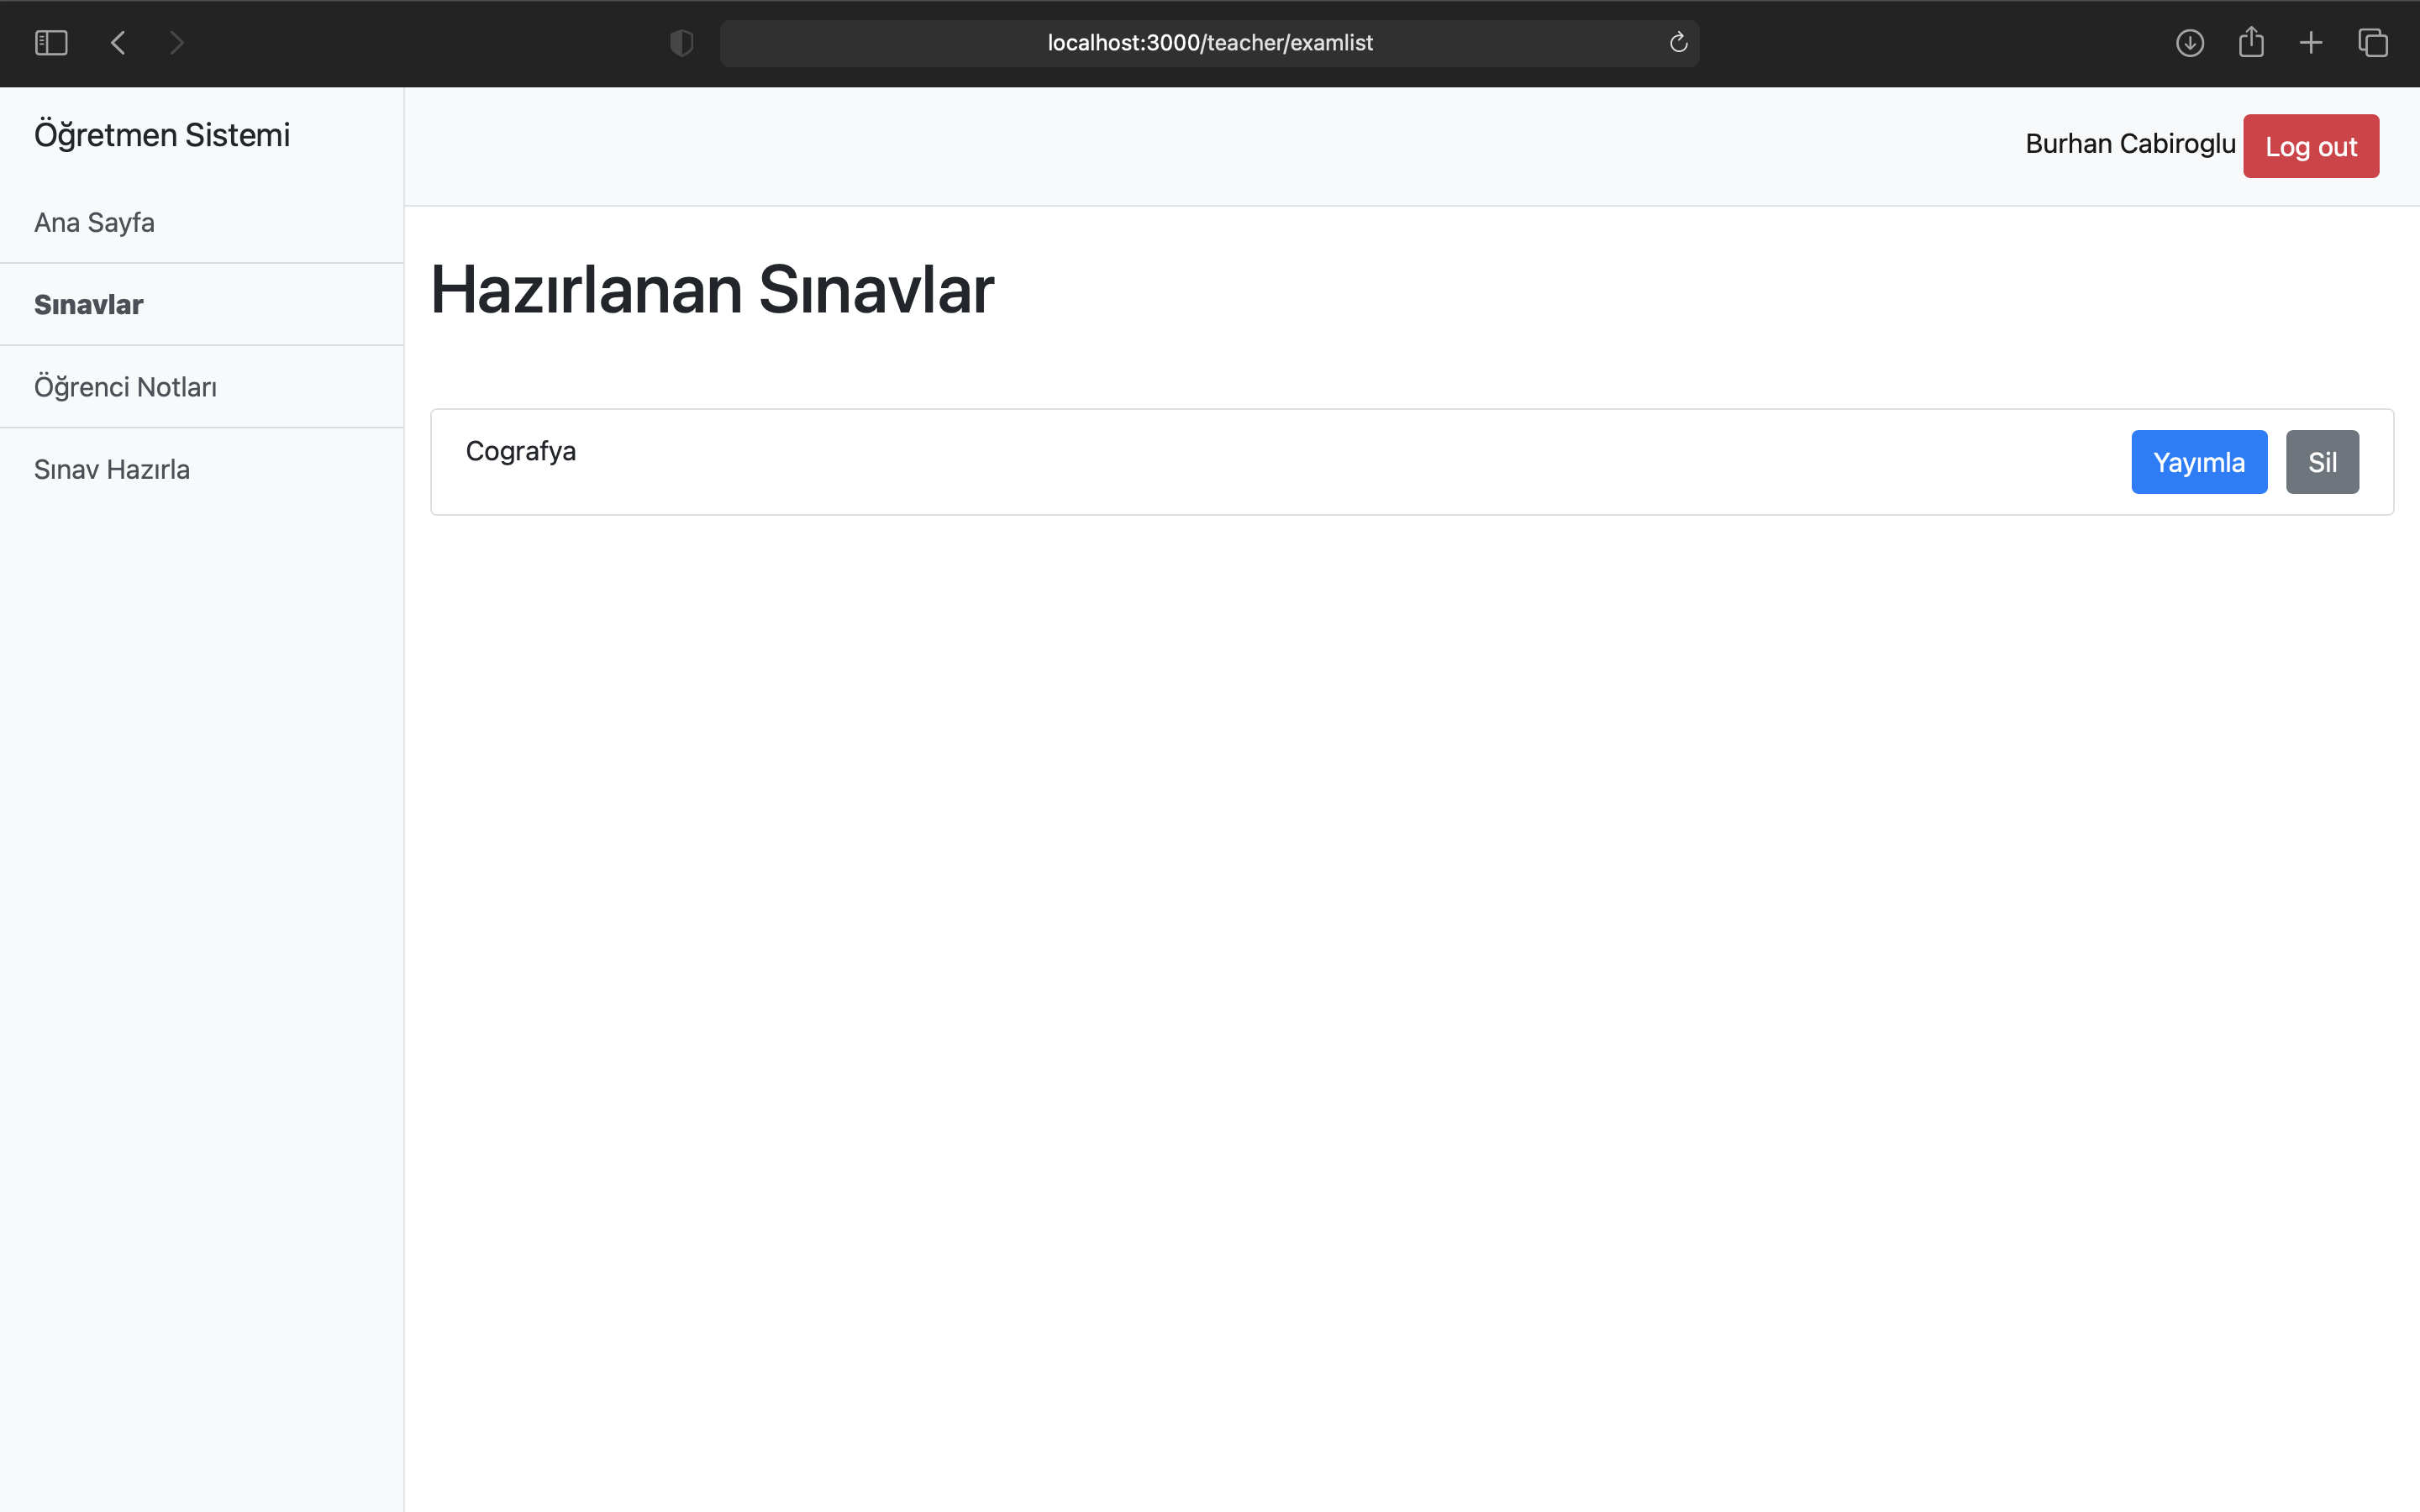 localhost:3000/teacher/examlist
Öğretmen Sistemi
Burhan Cabiroglu
Log out
Ana Sayfa
Sınavlar
Öğrenci Notları
Sınav Hazırla
Hazırlanan Sınavlar
Cografya
Yayımla
Sil